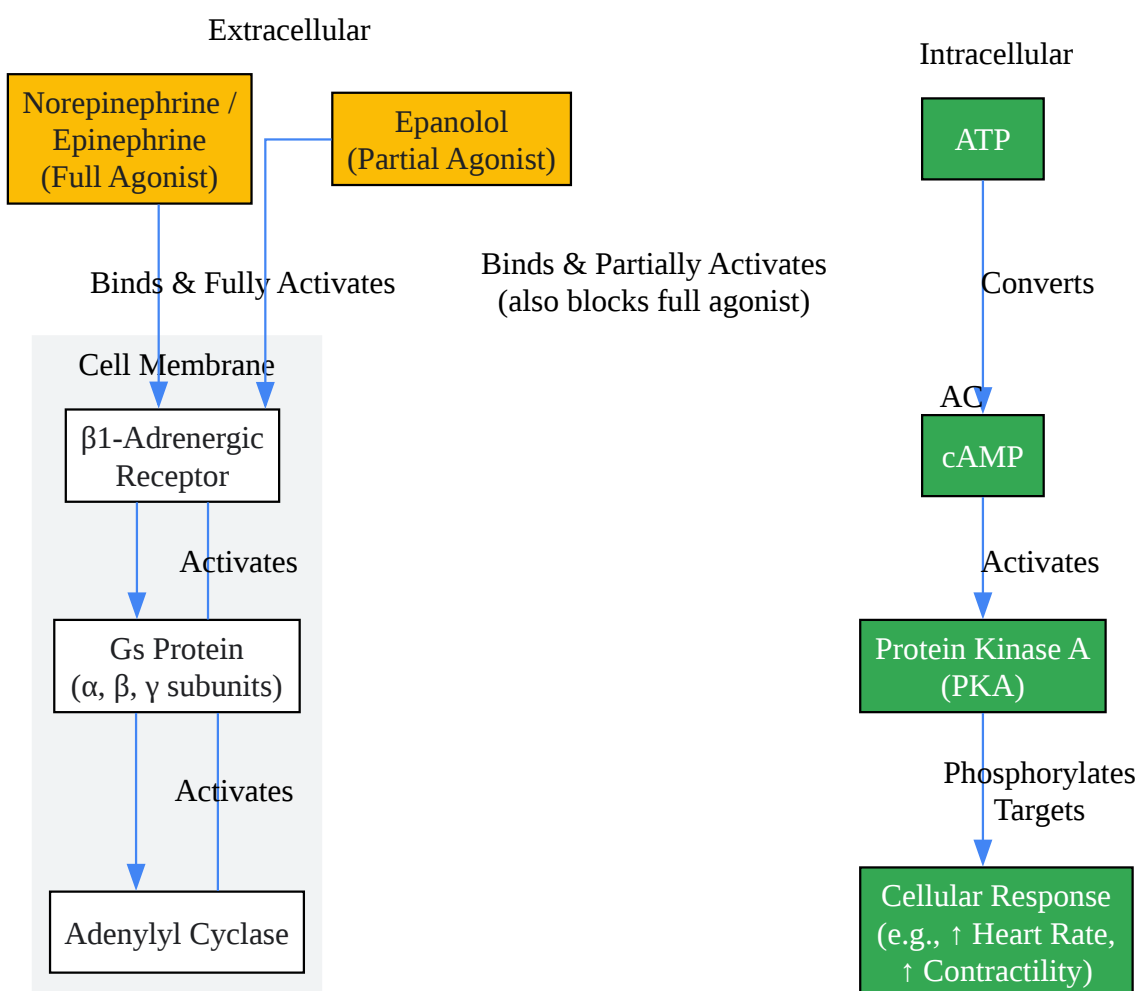 Extracellular
Norepinephrine /
Epinephrine
(Full Agonist)
Epanolol
(Partial Agonist)
Binds & Fully Activates
Binds & Partially Activates
(also blocks full agonist)
Cell Membrane
β1-Adrenergic
Receptor
Activates
Gs Protein
(α, β, γ subunits)
Activates
Adenylyl Cyclase
Intracellular
ATP
Converts
AC
cAMP
Activates
Protein Kinase A
(PKA)
Phosphorylates
Targets
Cellular Response
(e.g., ↑ Heart Rate,
↑ Contractility)